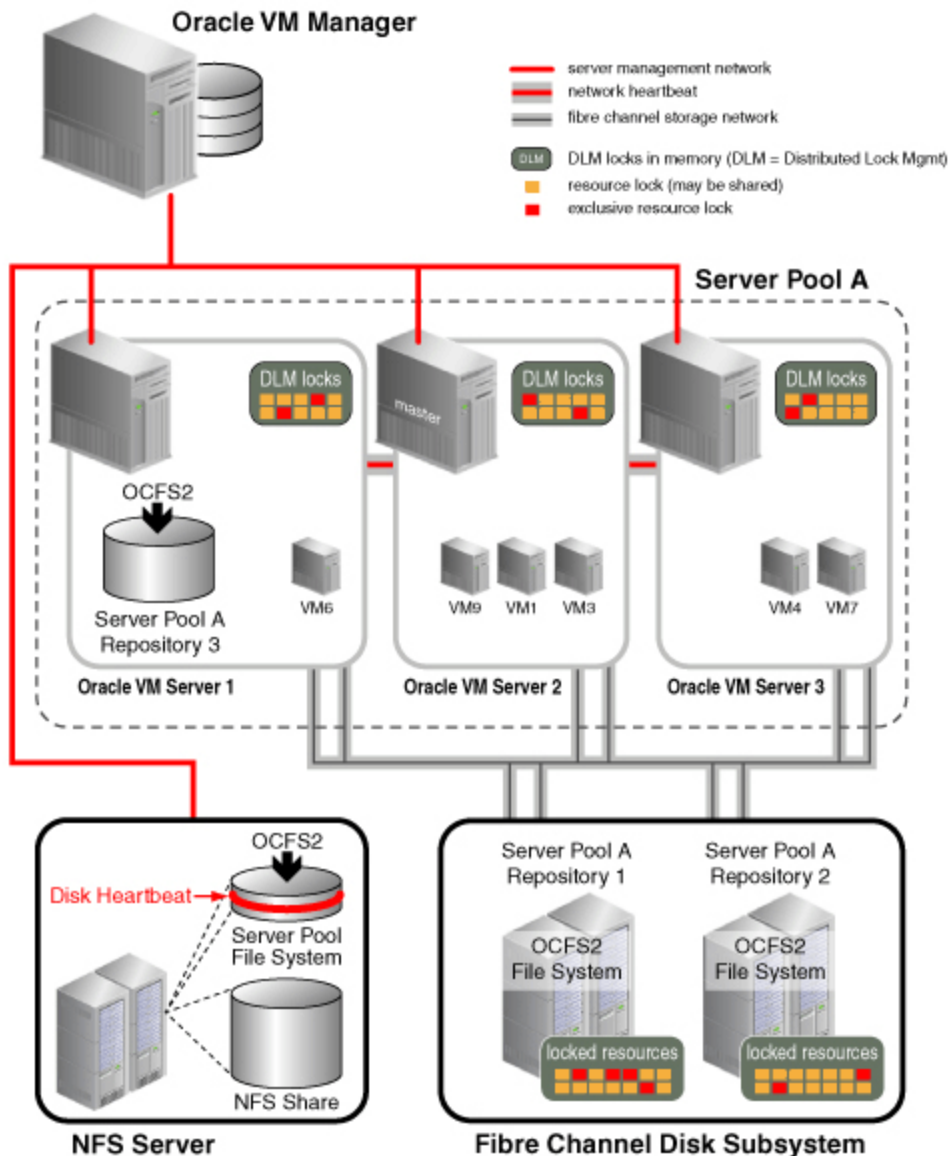 Oracle VM Manager
server management network
network heartbeat
fibre channel storage network
DLM
DLM locks in memory (DLM = Distributed Lock Mgmt)
resource lock (may be shared)
exclusive resource lock
Server Pool A
DLM locks
master
DLM locks
DLM locks
OCFS2
Server Pool A
Repository 3
VM6
VM9
VM1
VM3
VM4
VM7
Oracle VM Server 1
Oracle VM Server 2
Oracle VM Server 3
OCFS2
Disk Heartbeat
Server Pool
File System
NFS Share
NFS Server
Server Pool A
Repository 1
OCFS2
File System
locked resources
Server Pool A
Repository 2
OCFS2
File System
locked resources
Fibre Channel Disk Subsystem